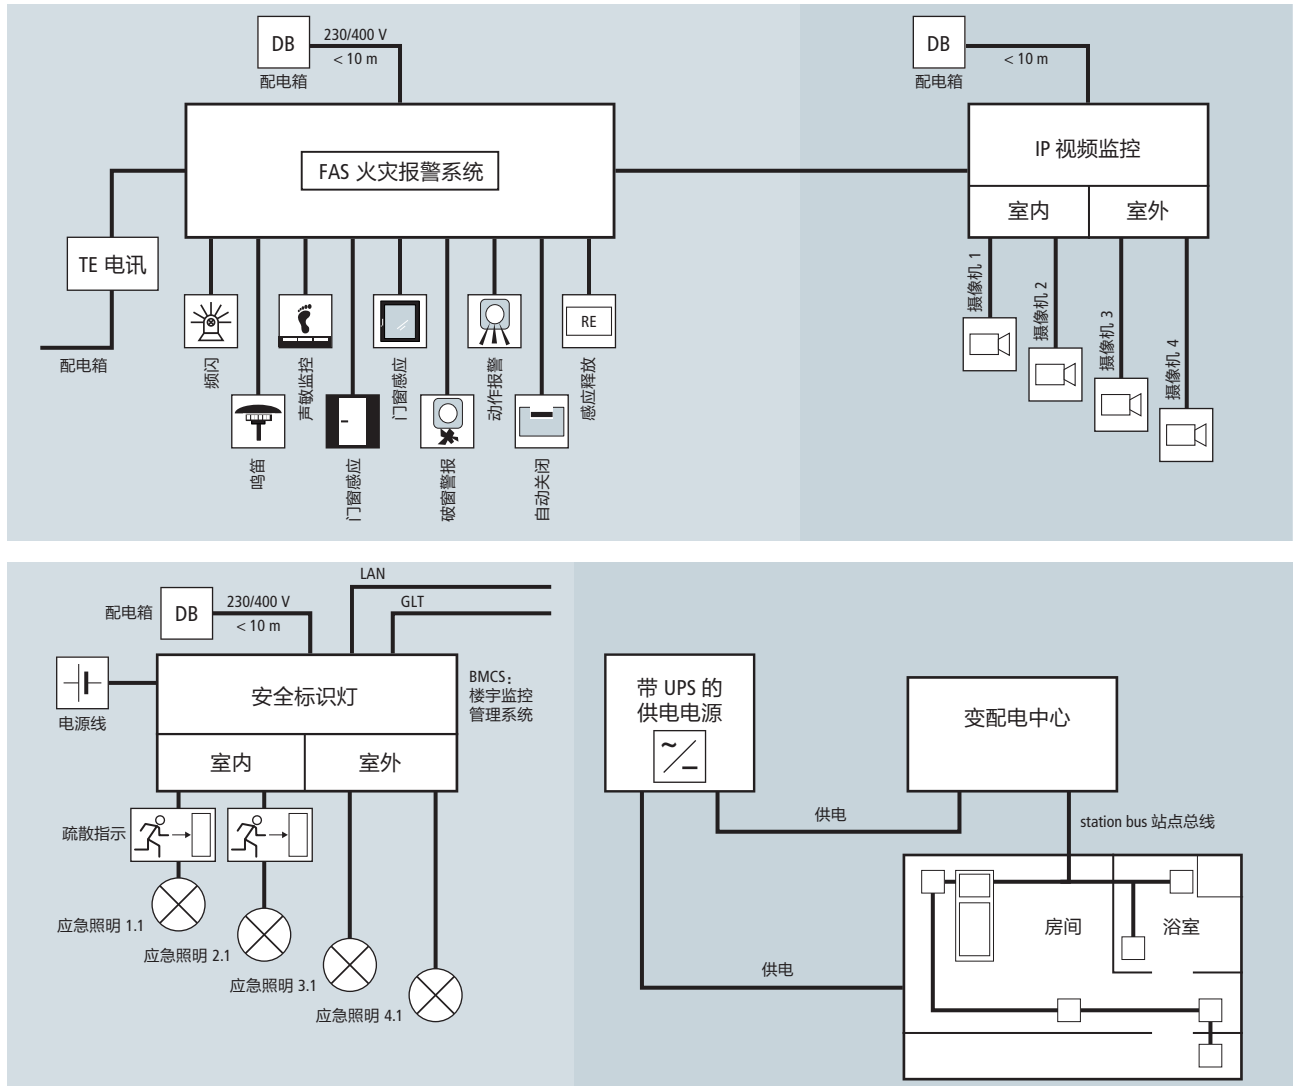 DB
230/400 V
< 10 m
配电箱
FAS 火灾报警系统
TE 电讯
配电箱
频闪
鸣笛
声敏监控
门窗感应
门窗感应
破窗警报
动作报警
自动关闭
RE
感应释放
DB
< 10 m
配电箱
IP 视频监控
室内
室外
摄像机 1
摄像机 2
摄像机 3
摄像机 4
LAN
GLT
配电箱
DB
230/400 V
< 10 m
电源线
安全标识灯
室内
室外
BMCS：
楼宇监控
管理系统
疏散指示
应急照明 1.1
应急照明 2.1
应急照明 3.1
应急照明 4.1
带 UPS 的
供电电源
变配电中心
供电
station bus 站点总线
房间
浴室
供电